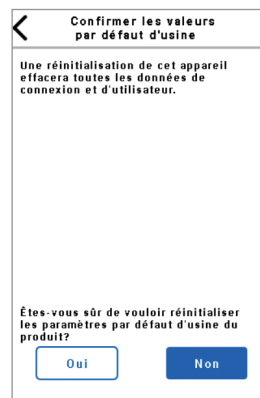 Confirmer les valeurs
par défaut d'usine
Une réinitialisation de cet appareil
effacera toutes les données de
connexion et d'utilisateur.
Êtes-vous sûr de vouloir réinitialiser
les paramètres par défaut d'usine du
produit?
Oui
Non